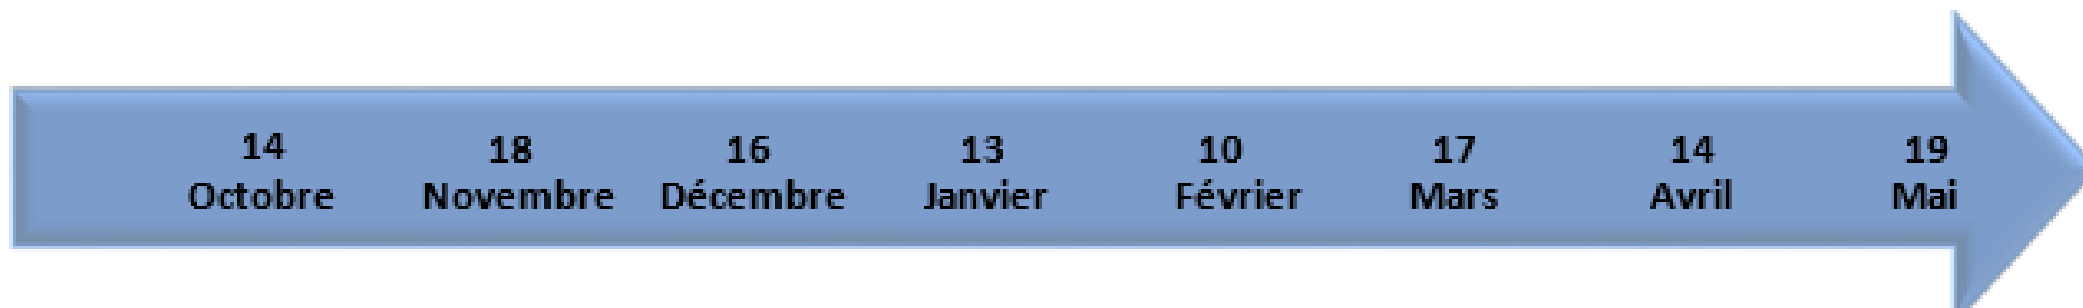 14 18 16 13 10 17 14 19
Octobre Novembre Décembre Janvier Février Mars Avril Mai